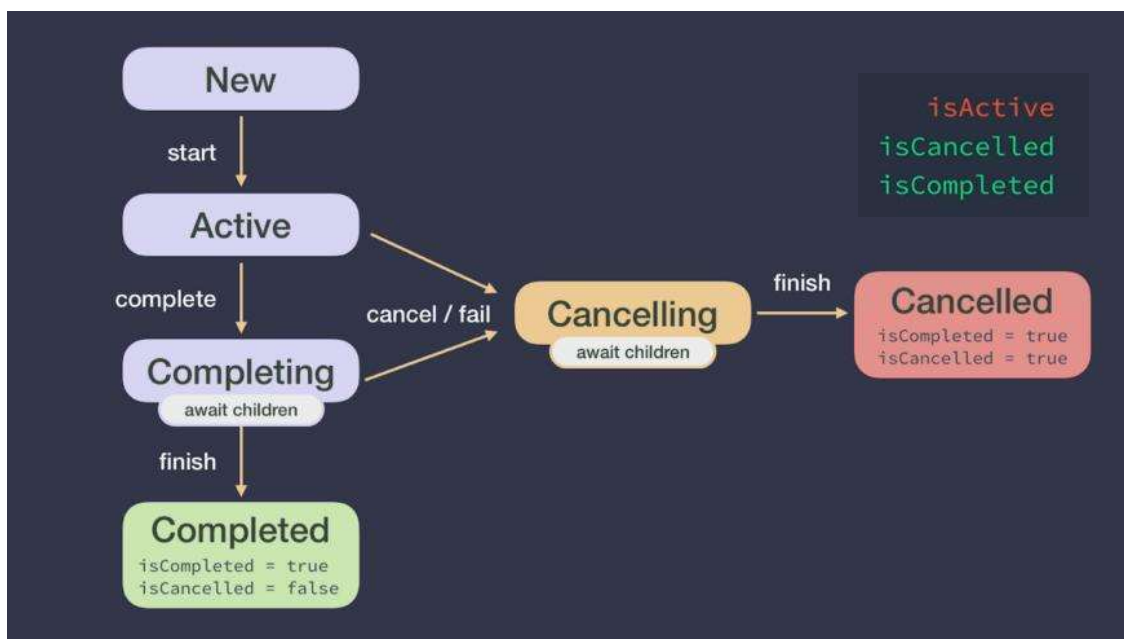 New
start
Active
complete
Completing
await children
finish
Completed
isCompleted = true
isCancelled = false
cancel / fail
Cancelling
await children
finish
isActive
isCancelled
isCompleted
Cancelled
isCompleted = true
isCancelled = true